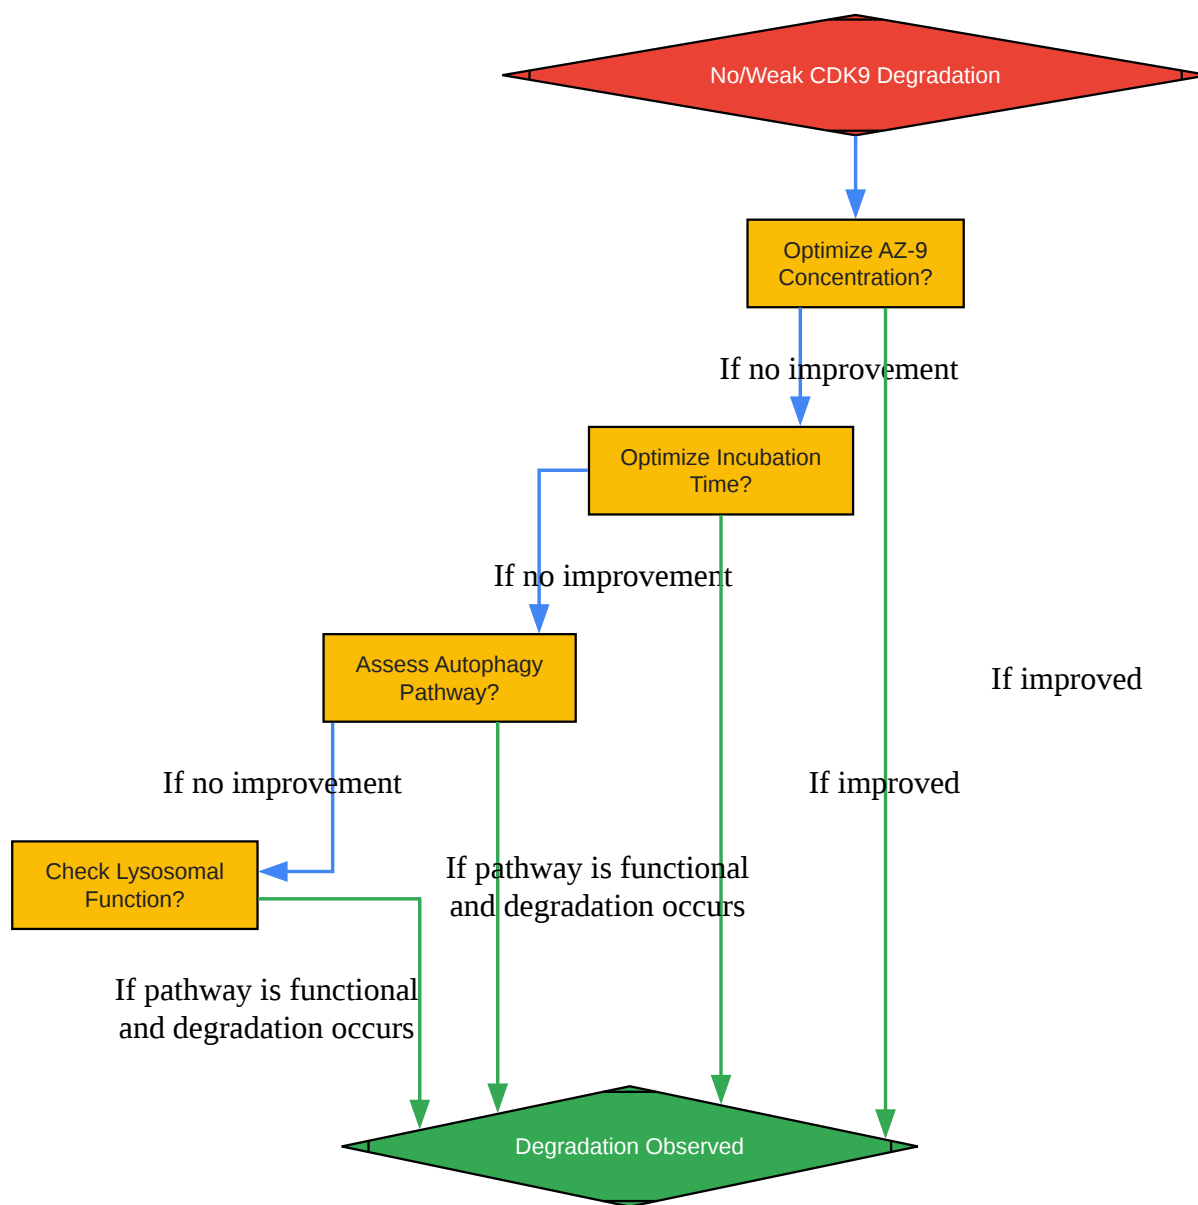 No/Weak CDK9 Degradation
Optimize AZ-9
Concentration?
If no improvement
Optimize Incubation
Time?
If no improvement
Assess Autophagy
Pathway?
If improved
If no improvement
If improved
Check Lysosomal
Function?
If pathway is functional
and degradation occurs
If pathway is functional
and degradation occurs
Degradation Observed